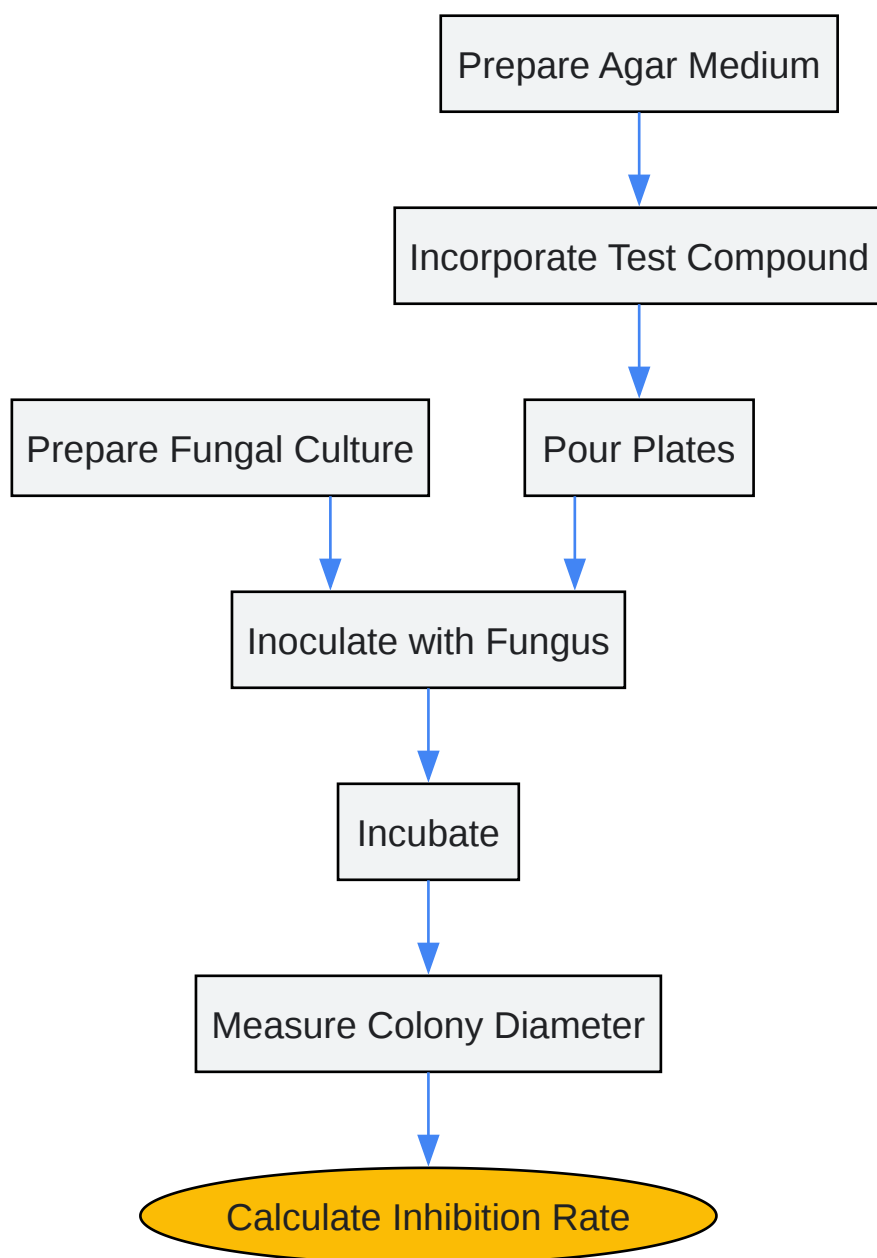 Prepare Agar Medium
Incorporate Test Compound
Prepare Fungal Culture
Pour Plates
Inoculate with Fungus
Incubate
Measure Colony Diameter
Calculate Inhibition Rate